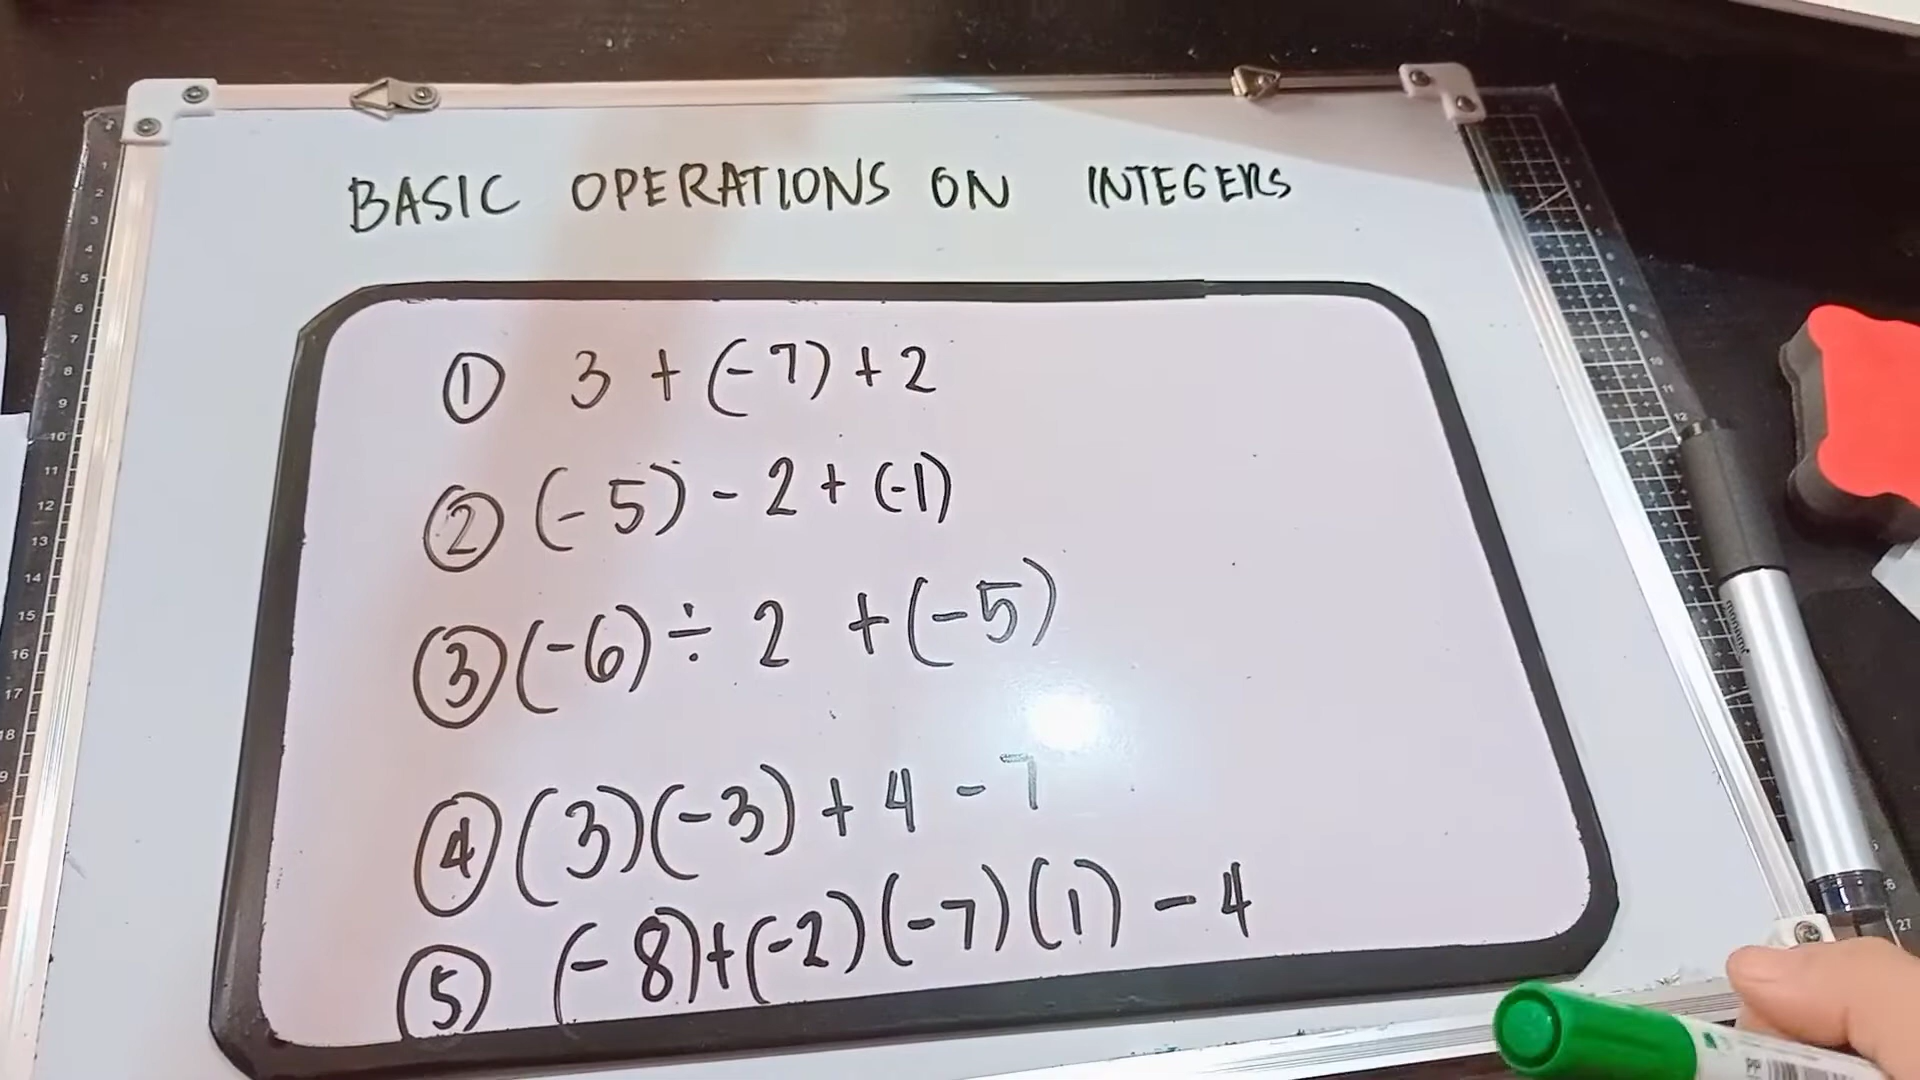 BASIC OPERATIONS ON INTEGERS
① 3 + (-7) + 2
② (-5) - 2 + (-1)
③ (-6) ÷ 2 + (-5)
④ (3)(-3) + 4 - 7
⑤ (-8)+(-2)(-7)(1) - 4